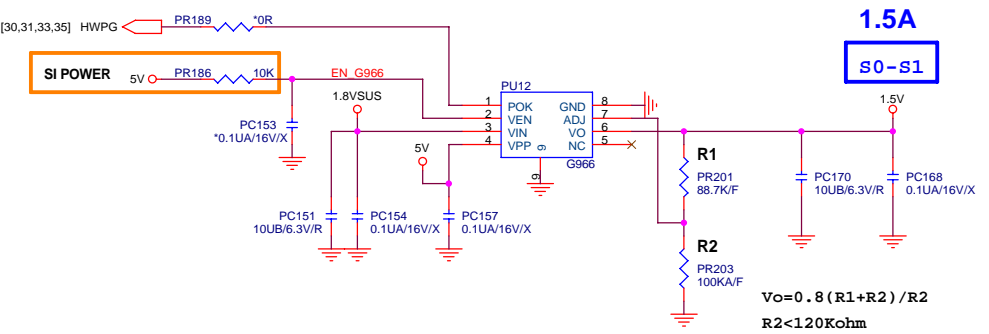 1.5A
S0-S1
[30,31,33,35] HWPG
PR189
*0R
SI POWER
5V
PR186
10K
EN_G966
1.8VSUS
PC153
*0.1UA/16V/X
PU12
1 POK GND 8
2 VEN ADJ 7
3 VIN VO 6
4 VPP NC 5
9
9
G966
5V
1.5V
PC151
10UB/6.3V/R
PC154
0.1UA/16V/X
PC157
0.1UA/16V/X
R1
PR201
88.7K/F
PC170
10UB/6.3V/R
PC168
0.1UA/16V/X
R2
PR203
100KA/F
Vo=0.8(R1+R2)/R2
R2<120Kohm